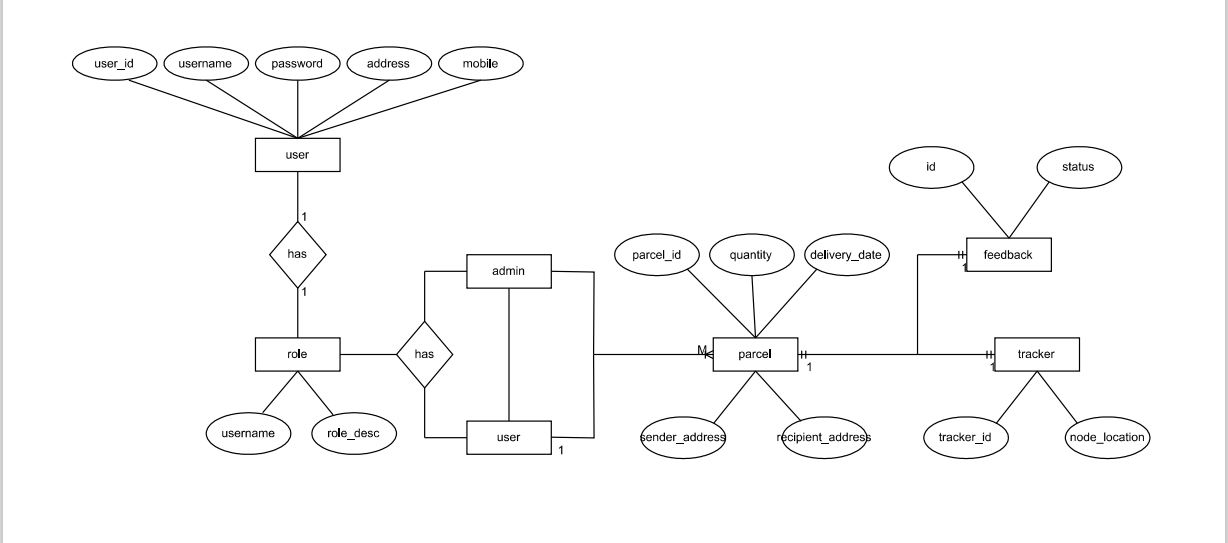 user_id
username
password
address
mobile
user
1
has
1
role
username
role_desc
has
admin
user
1
parcel_id
quantity
delivery_date
M
parcel
1
sender_address
recipient_address
id
status
feedback
1
tracker
1
tracker_id
node_location